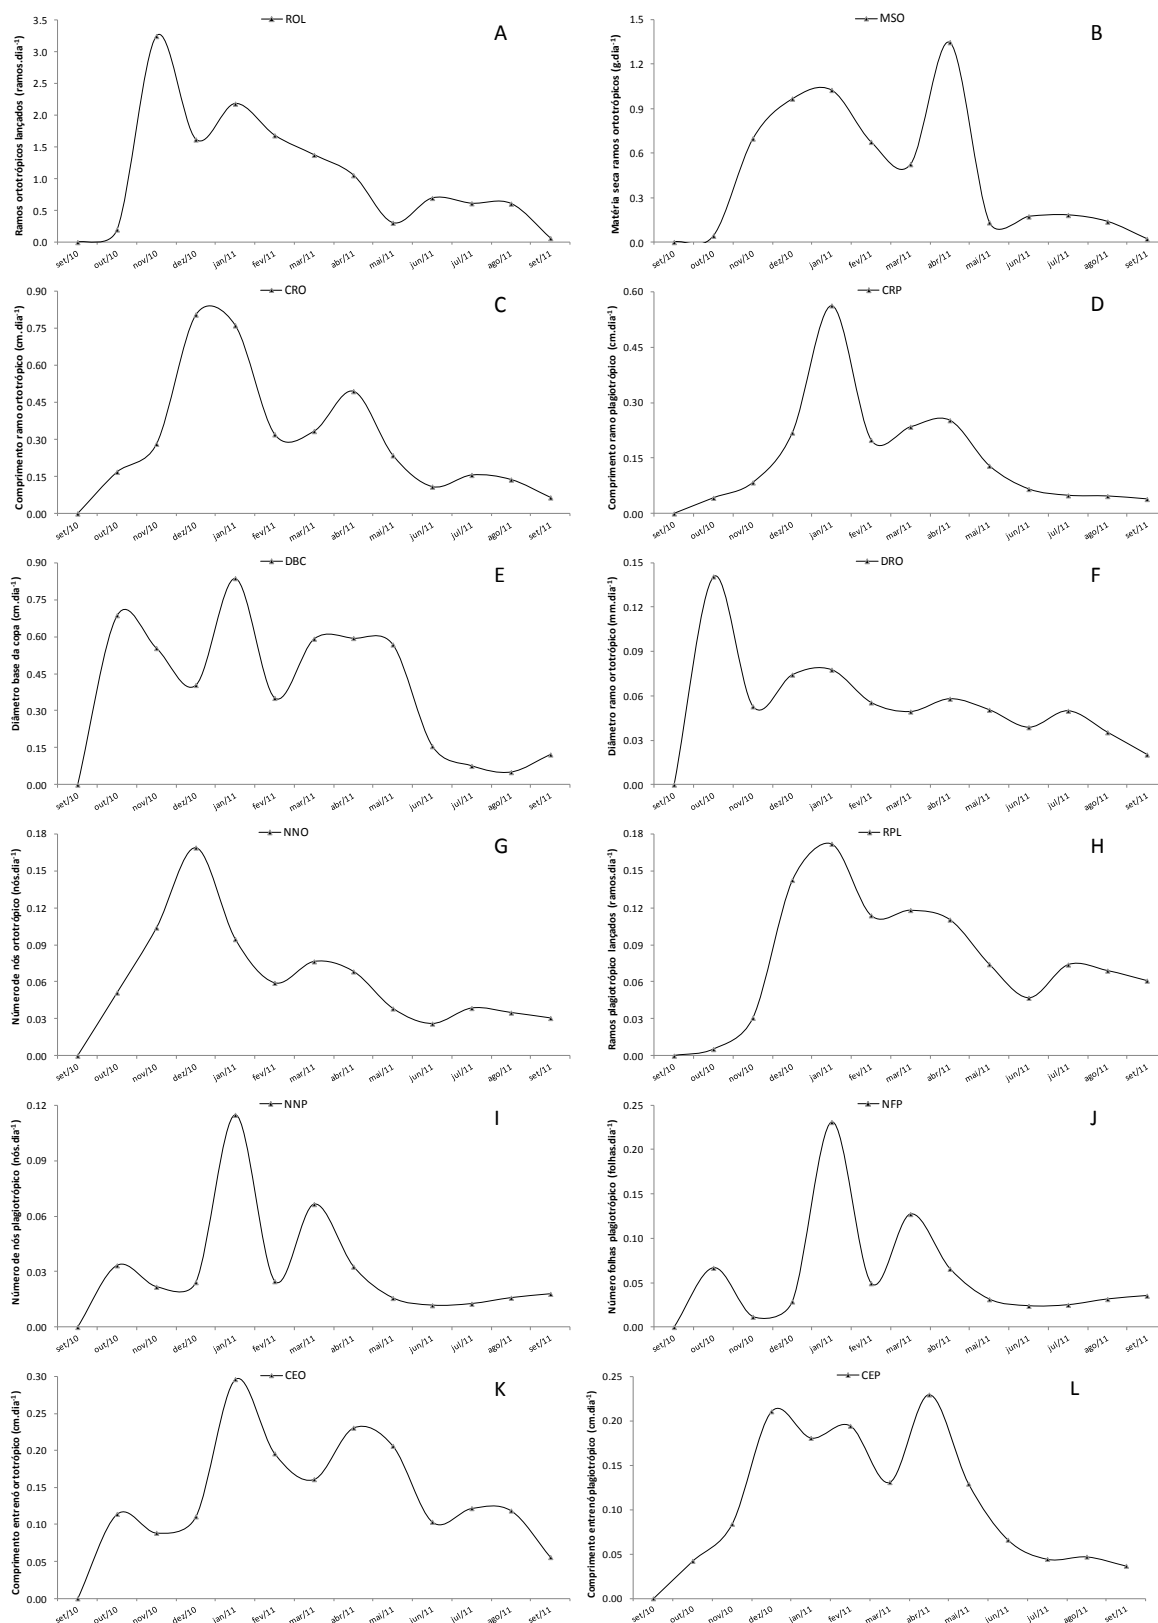 ROL
A
Ramos ortotrópicos lançados (ramos.dia⁻¹)
3.5
3.0
2.5
2.0
1.5
1.0
0.5
0.0
set/10 out/10 nov/10 dez/10 jan/11 fev/11 mar/11 abr/11 mai/11 jun/11 jul/11 ago/11 set/11
MSO
B
Matéria seca ramos ortotrópicos (g.dia⁻¹)
1.5
1.2
0.9
0.6
0.3
0.0
set/10 out/10 nov/10 dez/10 jan/11 fev/11 mar/11 abr/11 mai/11 jun/11 jul/11 ago/11 set/11
CRO
C
Comprimento ramo ortotrópico (cm.dia⁻¹)
0.90
0.75
0.60
0.45
0.30
0.15
0.00
set/10 out/10 nov/10 dez/10 jan/11 fev/11 mar/11 abr/11 mai/11 jun/11 jul/11 ago/11 set/11
CRP
D
Comprimento ramo plagiotrópico (cm.dia⁻¹)
0.60
0.45
0.30
0.15
0.00
set/10 out/10 nov/10 dez/10 jan/11 fev/11 mar/11 abr/11 mai/11 jun/11 jul/11 ago/11 set/11
DBC
E
Diâmetro base da copa (cm.dia⁻¹)
0.90
0.75
0.60
0.45
0.30
0.15
0.00
set/10 out/10 nov/10 dez/10 jan/11 fev/11 mar/11 abr/11 mai/11 jun/11 jul/11 ago/11 set/11
DRO
F
Diâmetro ramo ortotrópico (mm.dia⁻¹)
0.15
0.12
0.09
0.06
0.03
0.00
set/10 out/10 nov/10 dez/10 jan/11 fev/11 mar/11 abr/11 mai/11 jun/11 jul/11 ago/11 set/11
NNO
G
Número de nós ortotrópico (nós.dia⁻¹)
0.18
0.15
0.12
0.09
0.06
0.03
0.00
set/10 out/10 nov/10 dez/10 jan/11 fev/11 mar/11 abr/11 mai/11 jun/11 jul/11 ago/11 set/11
RPL
H
Ramos plagiotrópico lançados (ramos.dia⁻¹)
0.18
0.15
0.12
0.09
0.06
0.03
0.00
set/10 out/10 nov/10 dez/10 jan/11 fev/11 mar/11 abr/11 mai/11 jun/11 jul/11 ago/11 set/11
NNP
I
Número de nós plagiotrópico (nós.dia⁻¹)
0.12
0.09
0.06
0.03
0.00
set/10 out/10 nov/10 dez/10 jan/11 fev/11 mar/11 abr/11 mai/11 jun/11 jul/11 ago/11 set/11
NFP
J
Número folhas plagiotrópico (folhas.dia⁻¹)
0.25
0.20
0.15
0.10
0.05
0.00
set/10 out/10 nov/10 dez/10 jan/11 fev/11 mar/11 abr/11 mai/11 jun/11 jul/11 ago/11 set/11
CEO
K
Comprimento entrenó ortotrópico (cm.dia⁻¹)
0.30
0.25
0.20
0.15
0.10
0.05
0.00
set/10 out/10 nov/10 dez/10 jan/11 fev/11 mar/11 abr/11 mai/11 jun/11 jul/11 ago/11 set/11
CEP
L
Comprimento entrenó plagiotrópico (cm.dia⁻¹)
0.25
0.20
0.15
0.10
0.05
0.00
set/10 out/10 nov/10 dez/10 jan/11 fev/11 mar/11 abr/11 mai/11 jun/11 jul/11 ago/11 set/11